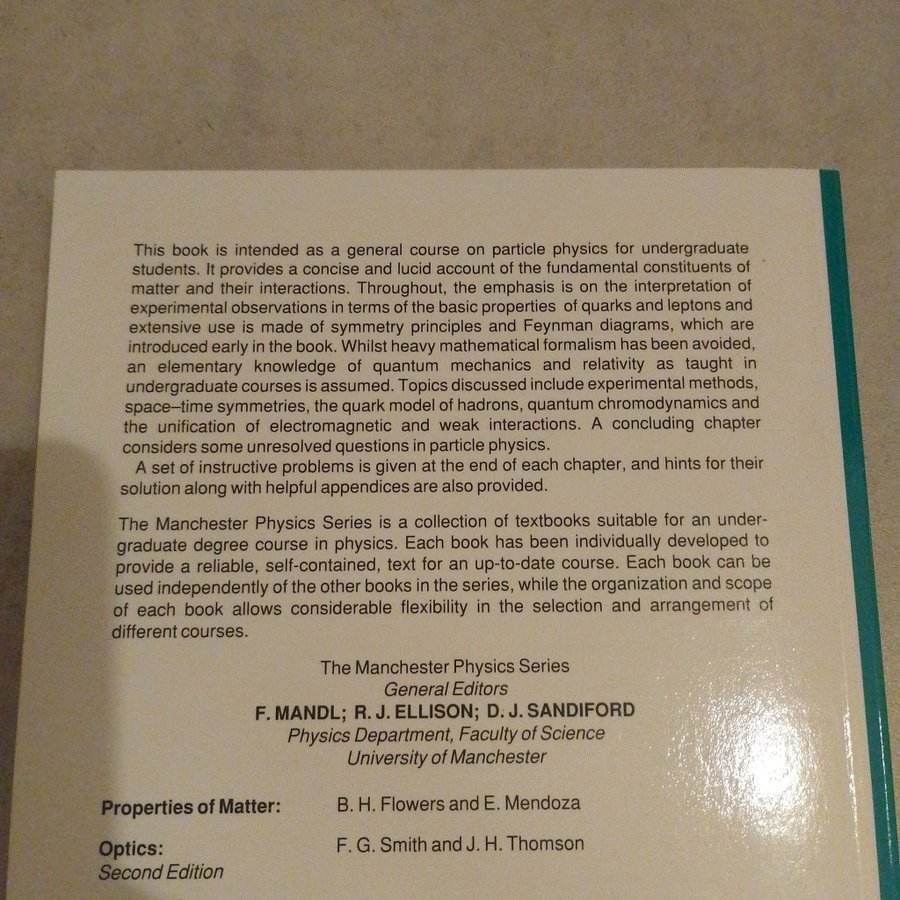 This book is intended as a general course on particle physics for undergraduate
students. It provides a concise and lucid account of the fundamental constituents of
matter and their interactions. Throughout, the emphasis is on the interpretation of
experimental observations in terms of the basic properties of quarks and leptons and
extensive use is made of symmetry principles and Feynman diagrams, which are
introduced early in the book. Whilst heavy mathematical formalism has been avoided,
an elementary knowledge of quantum mechanics and relativity as taught in
undergraduate courses is assumed. Topics discussed include experimental methods,
space–time symmetries, the quark model of hadrons, quantum chromodynamics and
the unification of electromagnetic and weak interactions. A concluding chapter
considers some unresolved questions in particle physics.
A set of instructive problems is given at the end of each chapter, and hints for their
solution along with helpful appendices are also provided.
The Manchester Physics Series is a collection of textbooks suitable for an under-
graduate degree course in physics. Each book has been individually developed to
provide a reliable, self-contained, text for an up-to-date course. Each book can be
used independently of the other books in the series, while the organization and scope
of each book allows considerable flexibility in the selection and arrangement of
different courses.
The Manchester Physics Series
General Editors
F. MANDL; R. J. ELLISON; D. J. SANDIFORD
Physics Department, Faculty of Science
University of Manchester
Properties of Matter: B. H. Flowers and E. Mendoza
Optics: F. G. Smith and J. H. Thomson
Second Edition